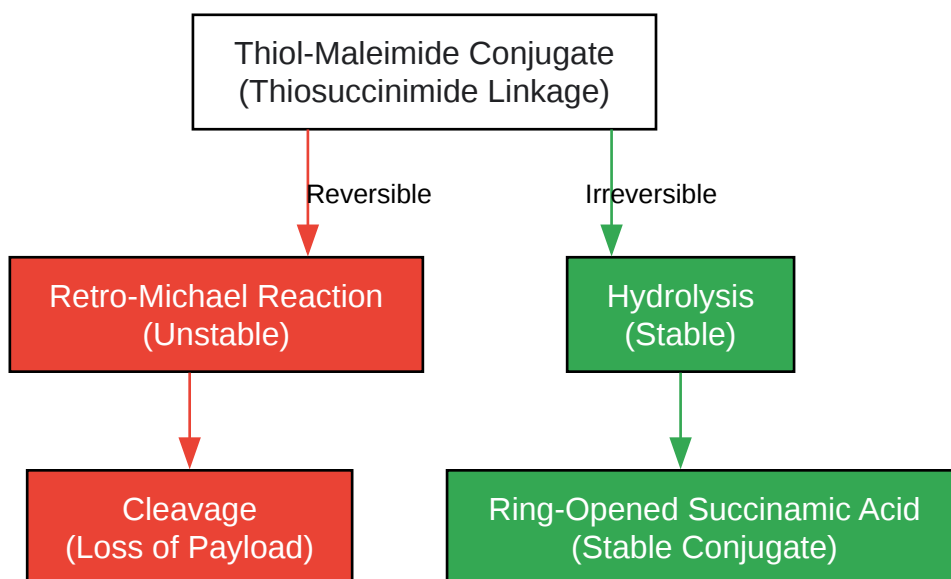 Thiol-Maleimide Conjugate
(Thiosuccinimide Linkage)
Reversible
Irreversible
Retro-Michael Reaction
(Unstable)
Hydrolysis
(Stable)
Cleavage
(Loss of Payload)
Ring-Opened Succinamic Acid
(Stable Conjugate)